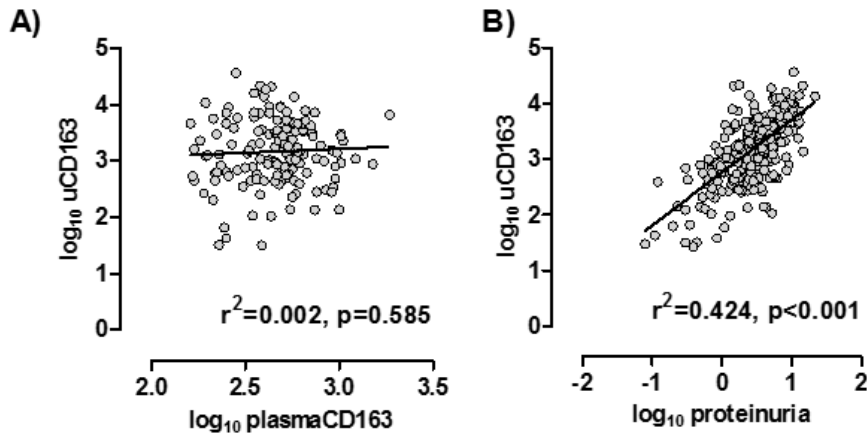 A)
5
4
3
2
1
0
log₁₀ uCD163
r²=0.002, p=0.585
2.0 2.5 3.0 3.5
log₁₀ plasmaCD163
B)
5
4
3
2
1
0
log₁₀ uCD163
r²=0.424, p<0.001
-2 -1 0 1 2
log₁₀ proteinuria